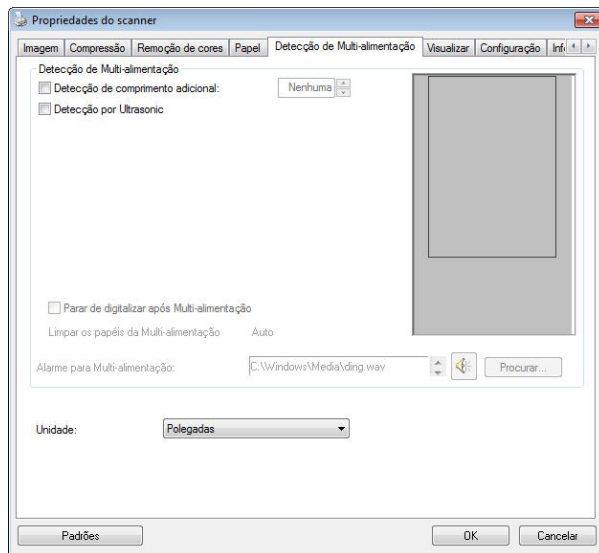 Propriedades do scanner
Imagem Compressão Remoção de cores Papel Detecção de Multi-alimentação Visualizar Configuração Inf
Detecção de Multi-alimentação
Detecção de comprimento adicional: Nenhuma
Detecção por Ultrasonic
Parar de digitalizar após Multi-alimentação
Limpar os papéis da Multi-alimentação Auto
Alarme para Multi-alimentação: C:\Windows\Media\ding.wav Procurar...
Unidade: Polegadas
Padrões OK Cancelar